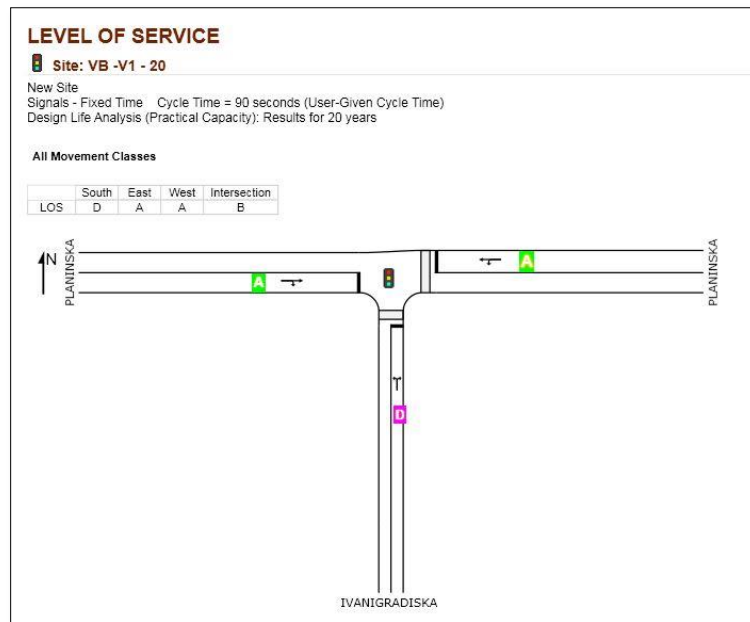 LEVEL OF SERVICE
Site: VB -V1 - 20
New Site
Signals - Fixed Time Cycle Time = 90 seconds (User-Given Cycle Time)
Design Life Analysis (Practical Capacity): Results for 20 years
All Movement Classes
South East West Intersection
LOS D A A B
N
PLANINSKA
A
A
PLANINSKA
D
IVANIGRADISKA